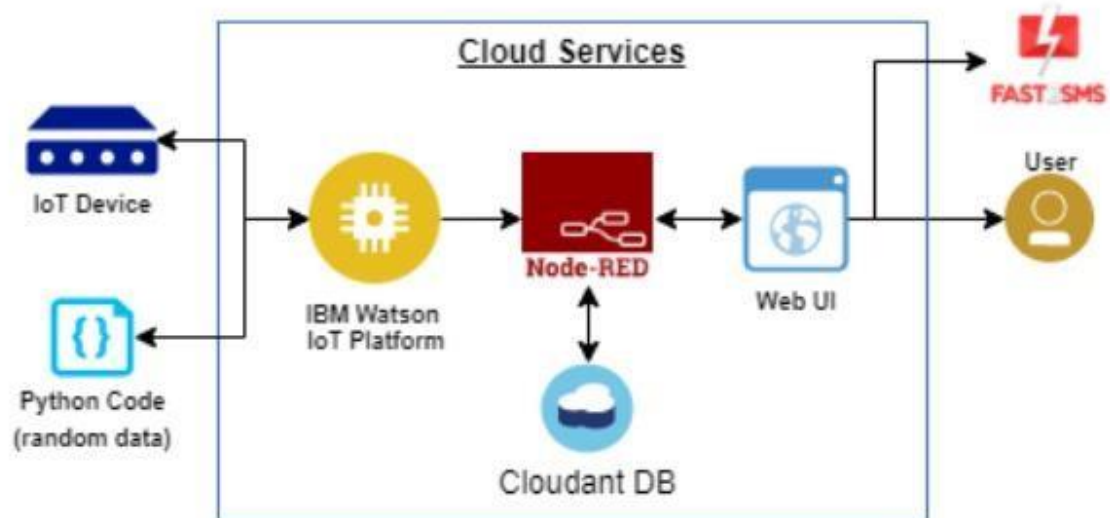 Cloud Services
FAST2SMS
IoT Device
User
Node-RED
IBM Watson
IoT Platform
Web UI
Python Code
(random data)
Cloudant DB